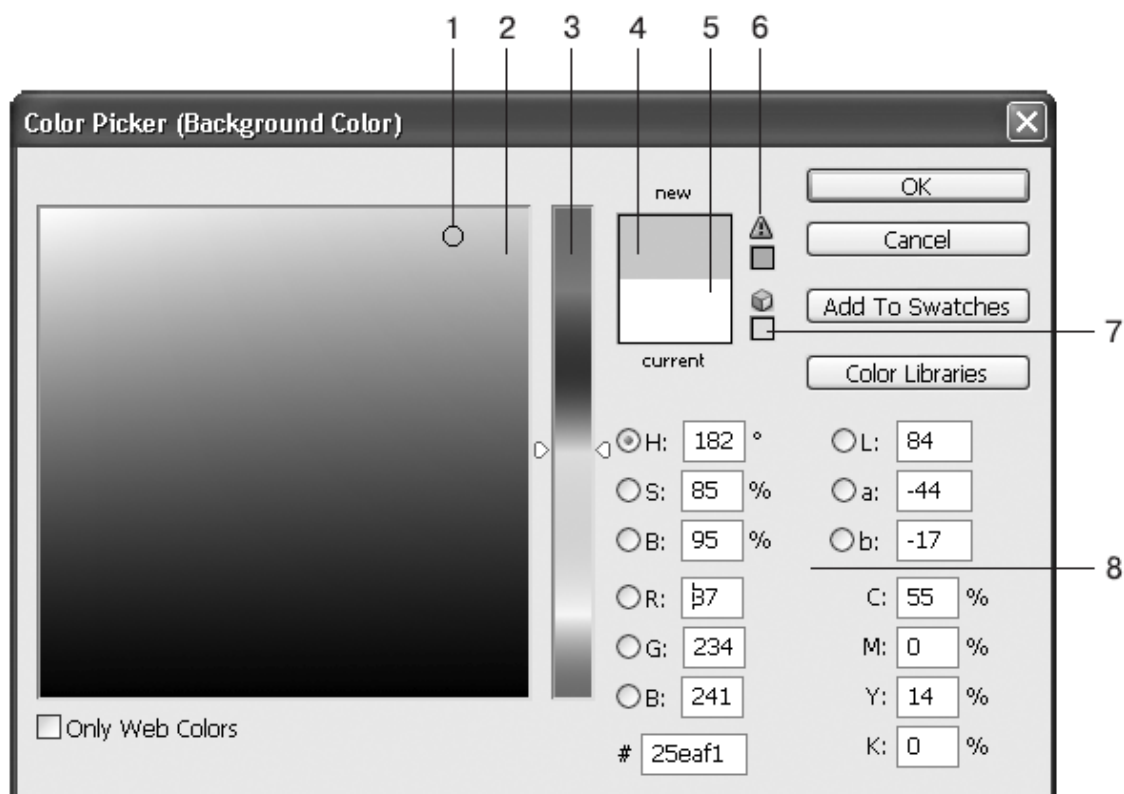 1 2 3 4 5 6
Color Picker (Background Color)
new
OK
Cancel
Add To Swatches
7
current
Color Libraries
H: 182 ° L: 84
S: 85 % a: -44
B: 95 % b: -17
8
R: 37 C: 55 %
G: 234 M: 0 %
B: 241 Y: 14 %
Only Web Colors
# 25eaf1 K: 0 %